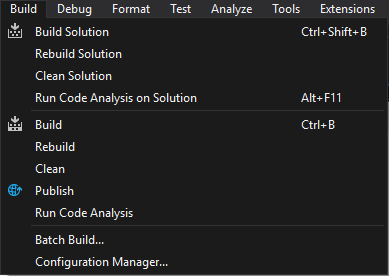 Build Debug Format Test Analyze Tools Extensions
Build Solution Ctrl+Shift+B
Rebuild Solution
Clean Solution
Run Code Analysis on Solution Alt+F11
Build Ctrl+B
Rebuild
Clean
Publish
Run Code Analysis
Batch Build...
Configuration Manager...